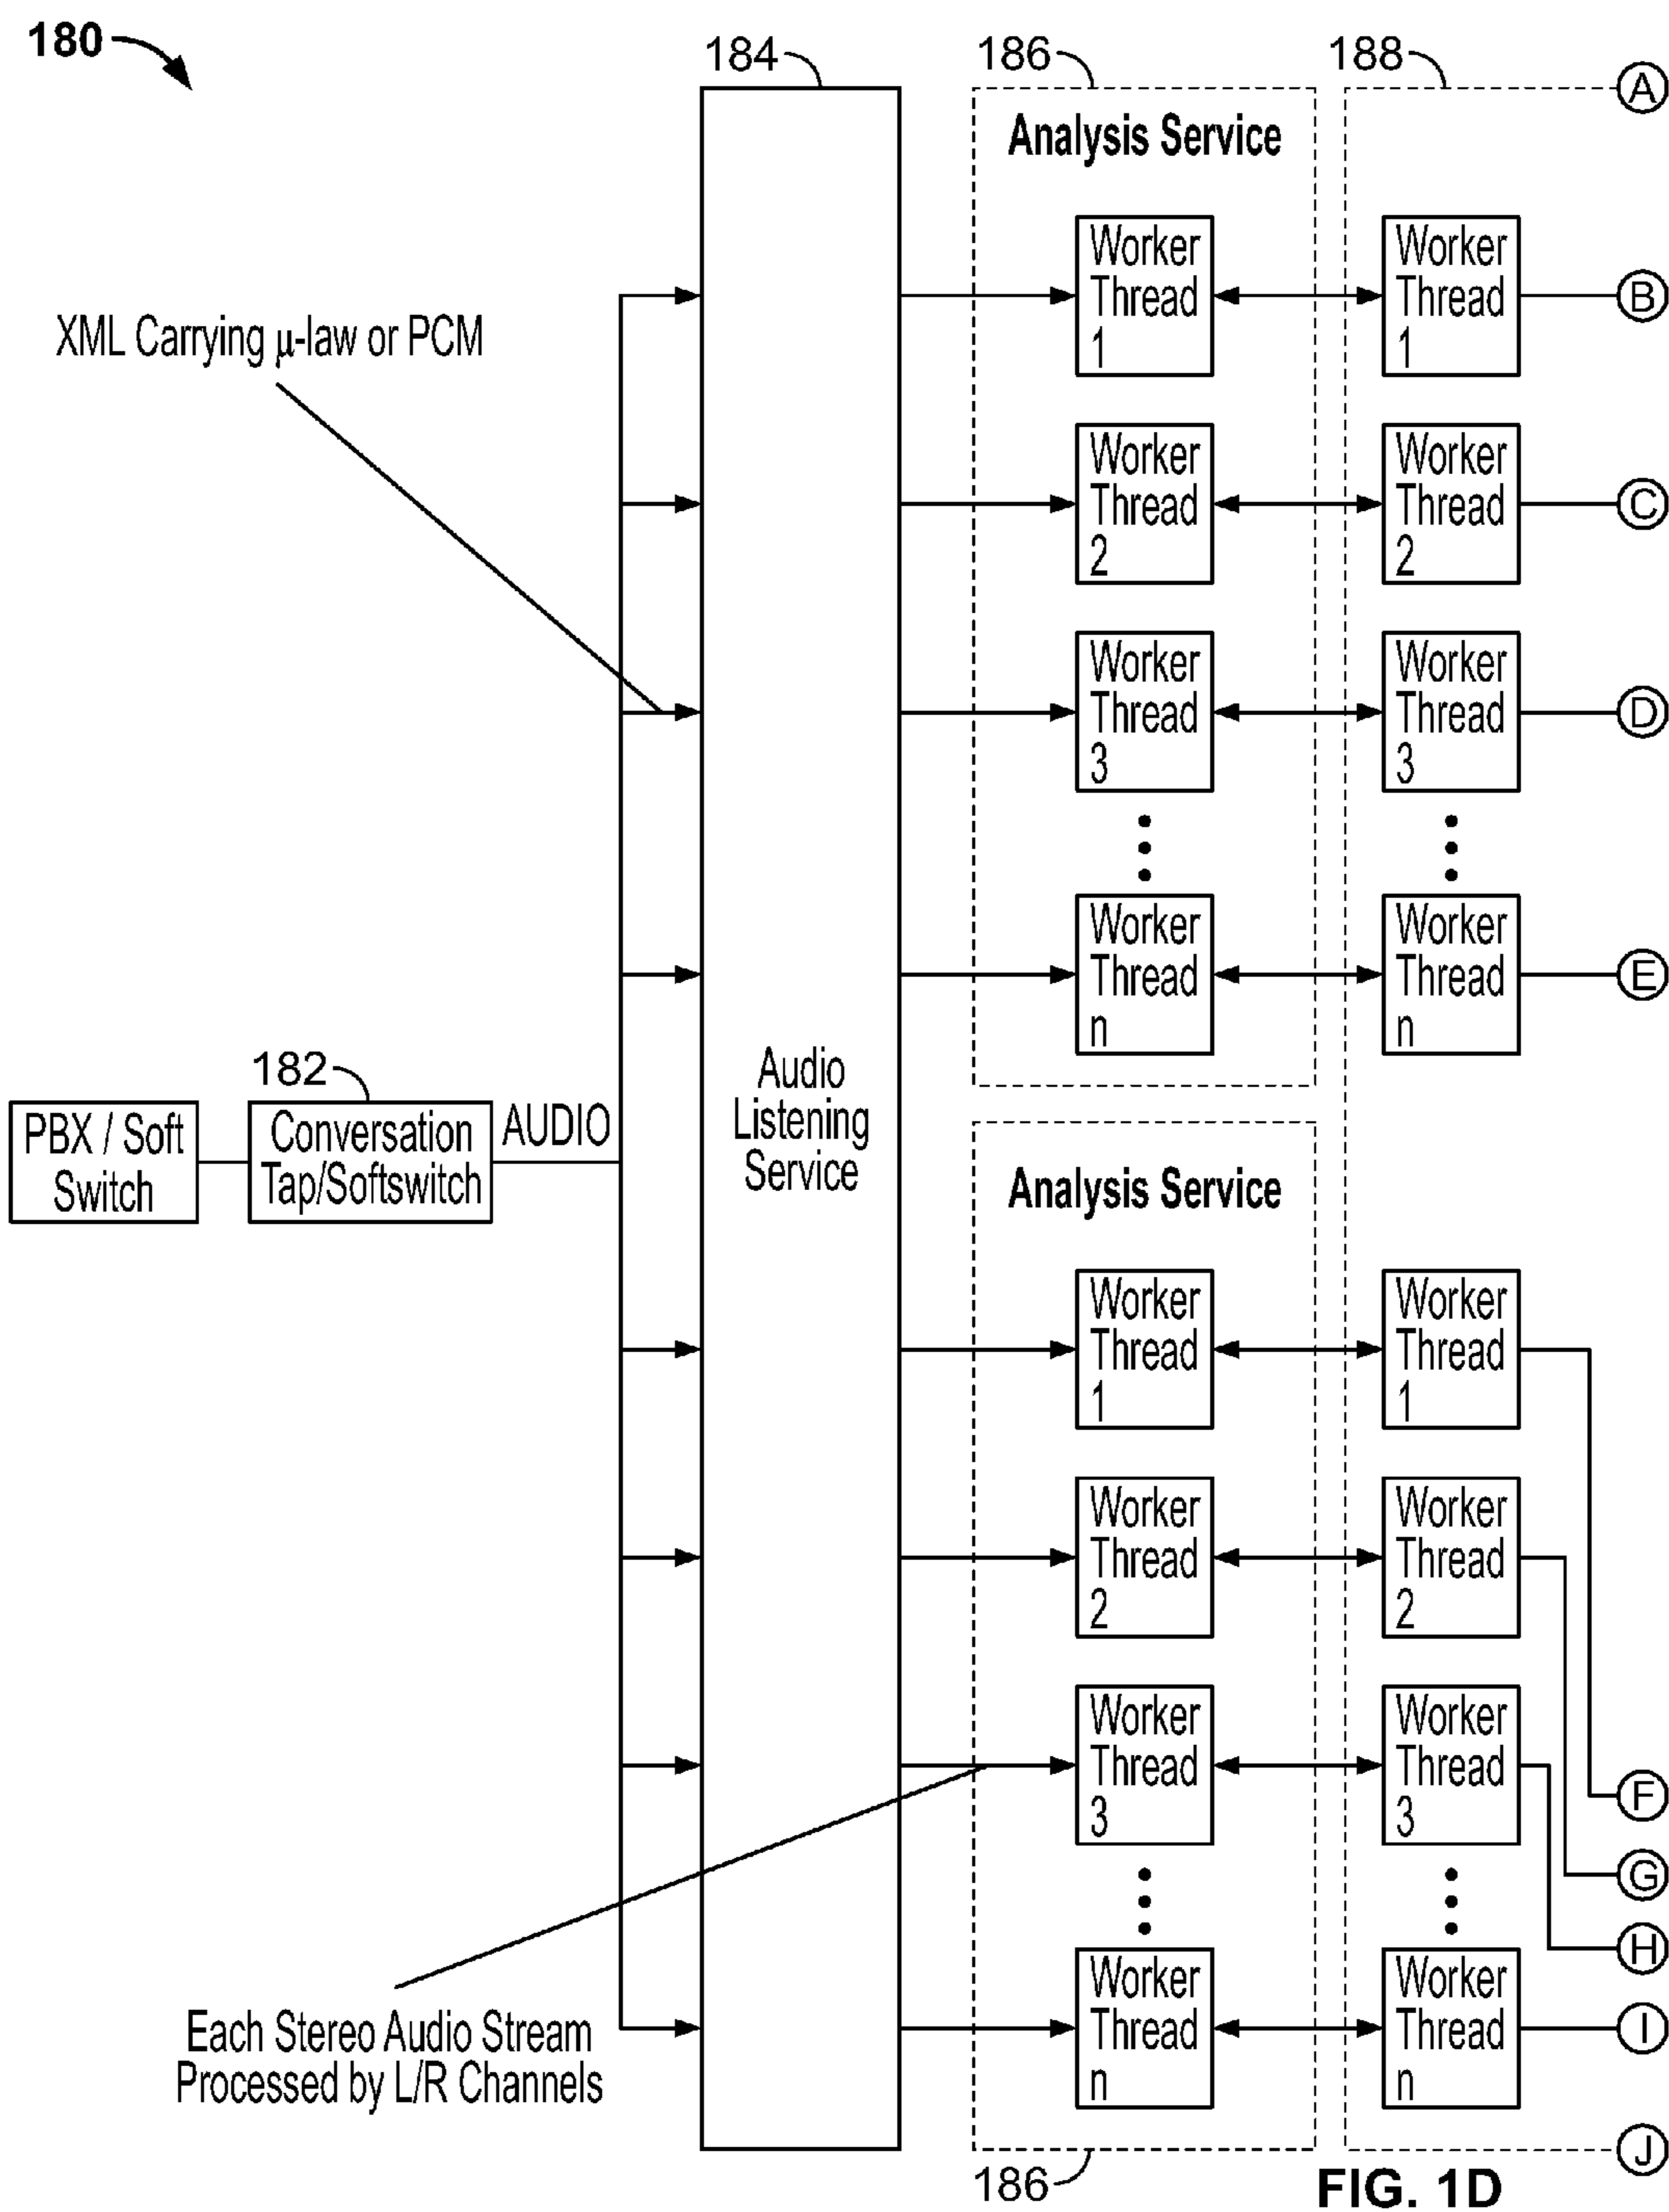 180
184
186
188
A
Analysis Service
Worker
Thread
1
Worker
Thread
1
B
XML Carrying μ-law or PCM
Worker
Thread
2
Worker
Thread
2
C
Worker
Thread
3
Worker
Thread
3
D
Worker
Thread
n
Worker
Thread
n
E
PBX / Soft
Switch
182
Conversation
Tap/Softswitch
AUDIO
Audio
Listening
Service
Analysis Service
Worker
Thread
1
Worker
Thread
1
Worker
Thread
2
Worker
Thread
2
Worker
Thread
3
Worker
Thread
3
F
G
H
Each Stereo Audio Stream
Processed by L/R Channels
Worker
Thread
n
Worker
Thread
n
I
J
186
FIG. 1D